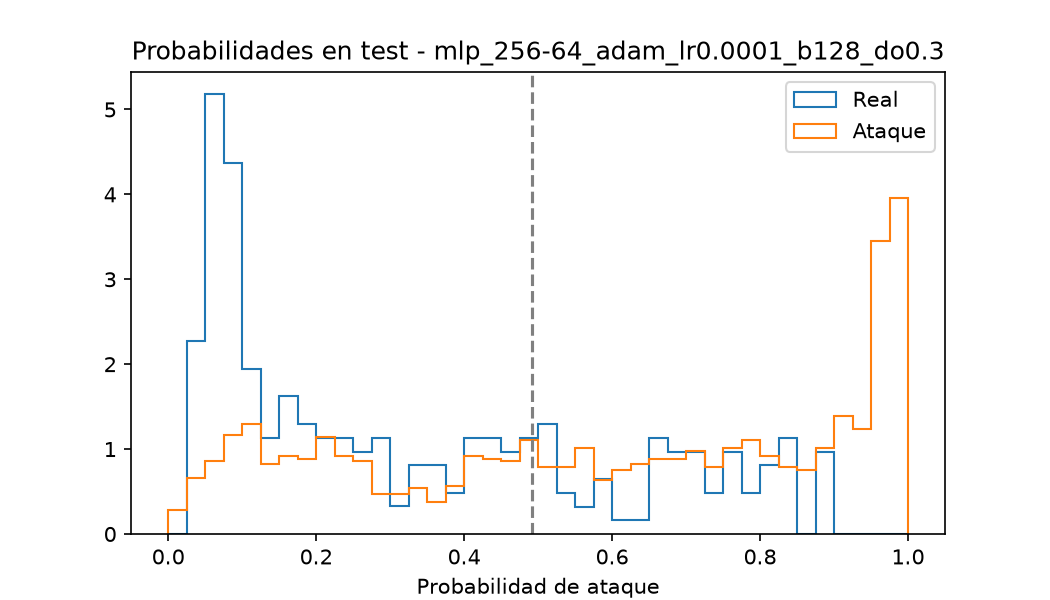 Probabilidades en test - mlp_256-64_adam_lr0.0001_b128_do0.3
Real
Ataque
5
4
3
2
1
0
0.0 0.2 0.4 0.6 0.8 1.0
Probabilidad de ataque